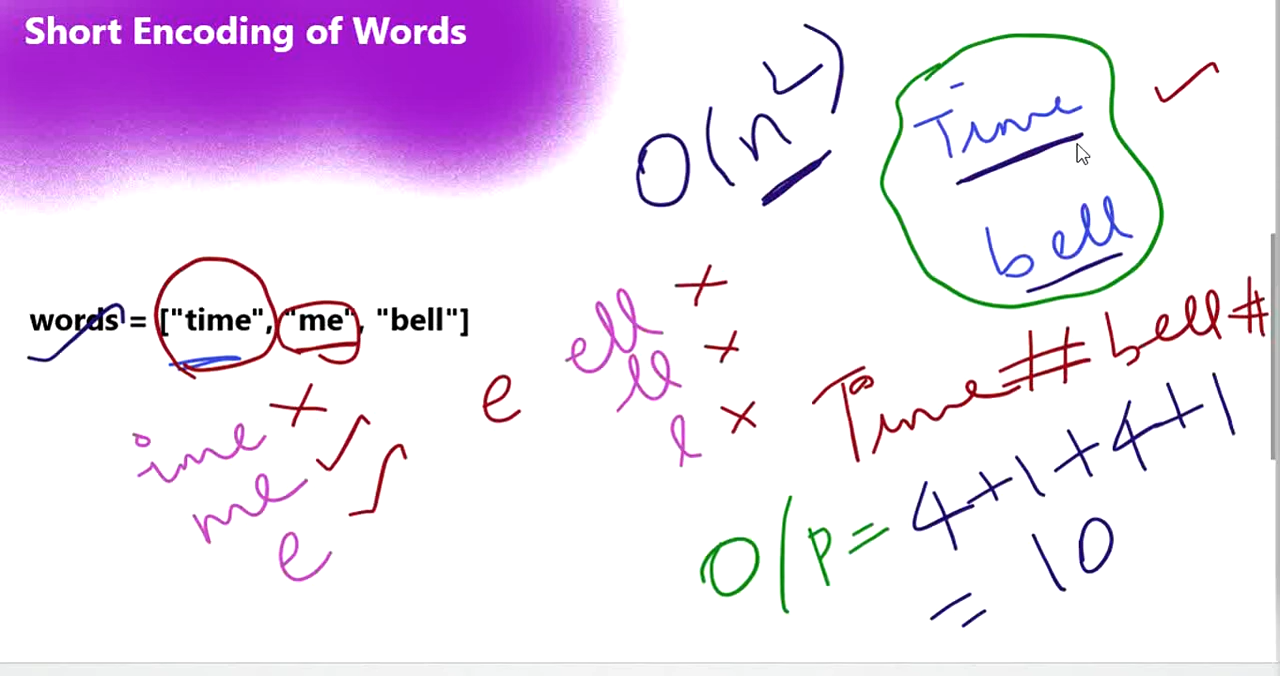 Short Encoding of Words
O(n²)
Time
bell
words = ["time", "me", "bell"]
ime
me
e
e
ell
ll
l
Time#bell#
O/p = 4+1+4+1
= 10